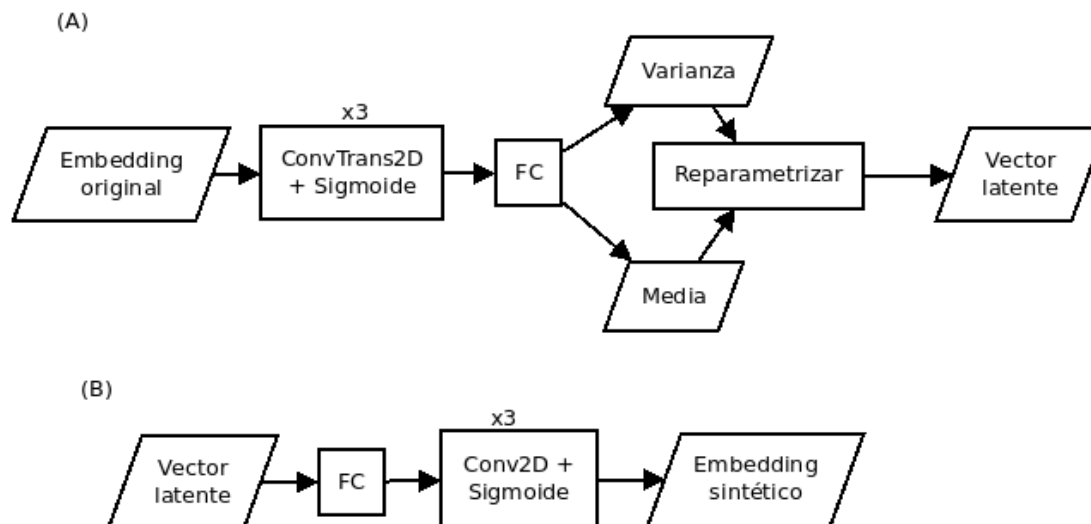 (A)
Varianza
x3
Embedding
original
ConvTrans2D
+ Sigmoide
FC
Reparametrizar
Vector
latente
Media
(B)
x3
Vector
latente
FC
Conv2D +
Sigmoide
Embedding
sintético